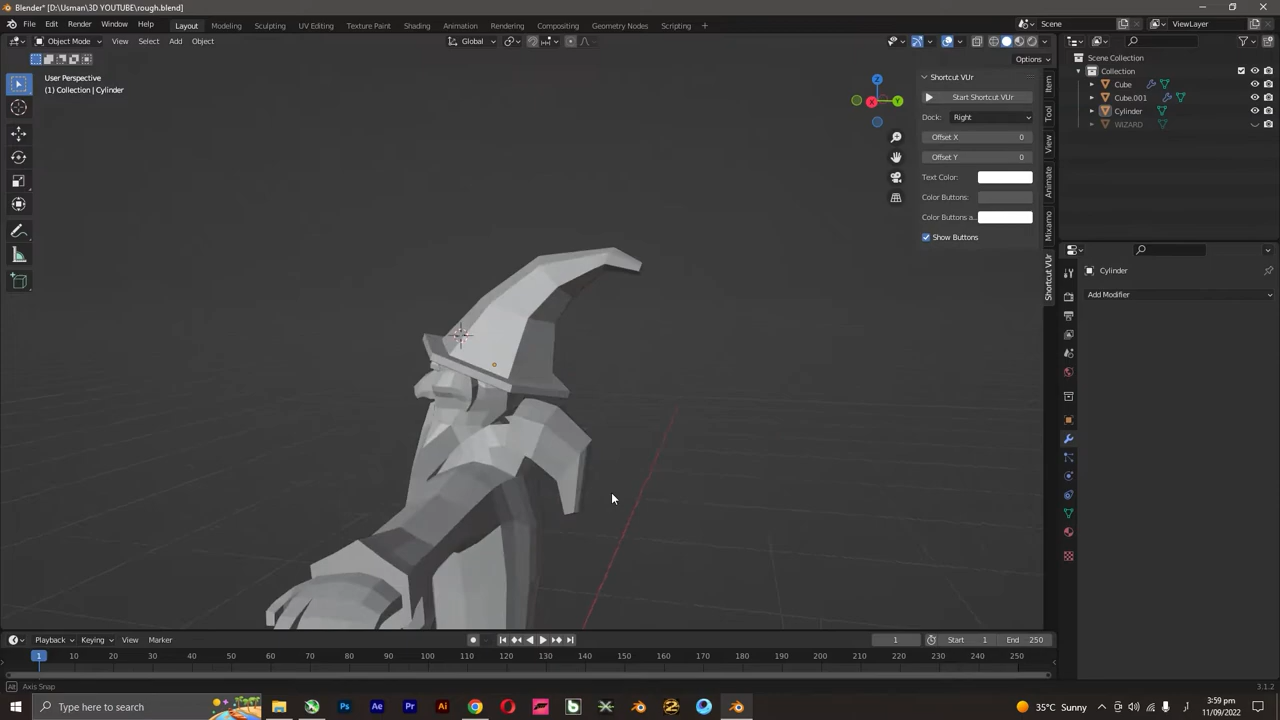 Blender* [D:\Usman\3D YOUTUBE\rough.blend]
File Edit Render Window Help Layout Modeling Sculpting UV Editing Texture Paint Shading Animation Rendering Compositing Geometry Nodes Scripting + Scene ViewLayer
Object Mode View Select Add Object Global
Options
User Perspective
(1) Collection | Cylinder
Z
X
Y
Shortcut VUr
Start Shortcut VUr
Dock: Right
Offset X 0
Offset Y 0
Text Color:
Color Buttons:
Color Buttons a..
Show Buttons
Item
Tool
View
Animate
Mixamo
Shortcut VUr
Scene Collection
Collection
Cube
Cube.001
Cylinder
WIZARD
Cylinder
Add Modifier
Playback Keying View Marker 1 Start 1 End 250
1 10 20 30 40 50 60 70 80 90 100 110 120 130 140 150 160 170 180 190 200 210 220 230 240 250
Alt Axis Snap 3.1.2
Type here to search Ps Ae Pr Ai 35°C Sunny 3:59 pm
11/09/2022